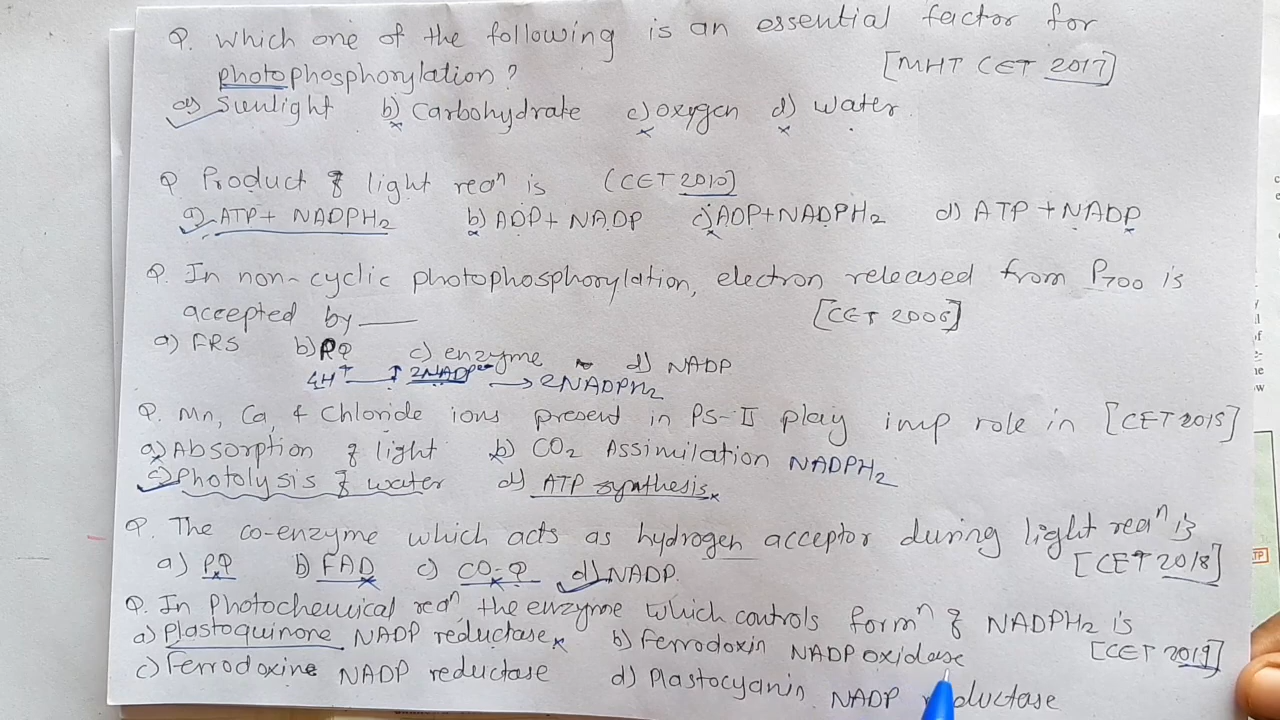 Q. Which one of the following is an essential factor for
photophosphorylation? [MHT CET 2017]
a) Sunlight b) Carbohydrate c) oxygen d) water.
Q Product of light reaⁿ is (CET 2010)
a) ATP + NADPH₂ b) ADP + NADP c) ADP+NADPH₂ d) ATP + NADP
Q. In non-cyclic photophosphorylation, electron released from P₇₀₀ is
accepted by ___ [CET 2006]
a) FRS b) PQ c) enzyme d) NADP
4H⁺ → 2NADP → 2NADPH₂
Q. Mn, Ca, & Chloride ions present in PS-II play imp role in [CET 2015]
a) Absorption of light b) CO₂ Assimilation NADPH₂
c) Photolysis of water d) ATP synthesis
Q. The co-enzyme which acts as hydrogen acceptor during light reaⁿ is
a) PQ b) FAD c) CO-Q d) NADP. [CET 2018]
Q. In Photochemical reaⁿ the enzyme which controls formⁿ of NADPH₂ is
a) Plastoquinone NADP reductase b) Ferrodoxin NADP oxidase [CET 2019]
c) Ferrodoxine NADP reductase d) Plastocyanin NADP reductase